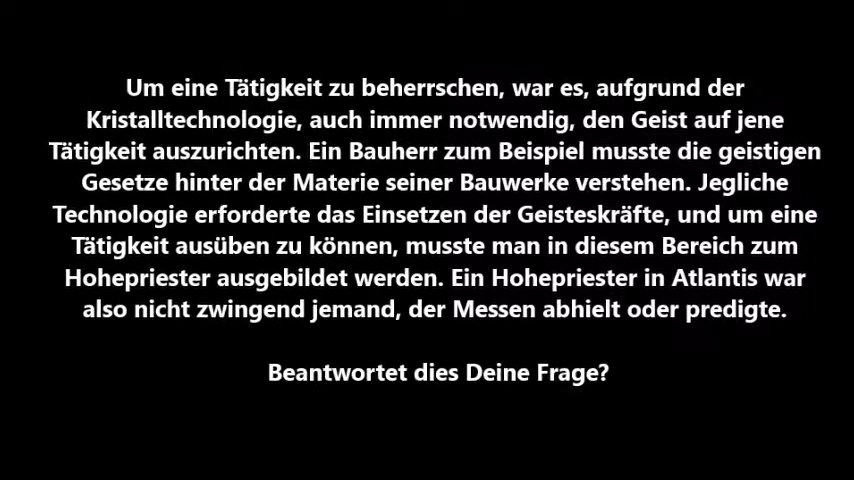 Um eine Tätigkeit zu beherrschen, war es, aufgrund der
Kristalltechnologie, auch immer notwendig, den Geist auf jene
Tätigkeit auszurichten. Ein Bauherr zum Beispiel musste die geistigen
Gesetze hinter der Materie seiner Bauwerke verstehen. Jegliche
Technologie erforderte das Einsetzen der Geisteskräfte, und um eine
Tätigkeit ausüben zu können, musste man in diesem Bereich zum
Hohepriester ausgebildet werden. Ein Hohepriester in Atlantis war
also nicht zwingend jemand, der Messen abhielt oder predigte.
Beantwortet dies Deine Frage?